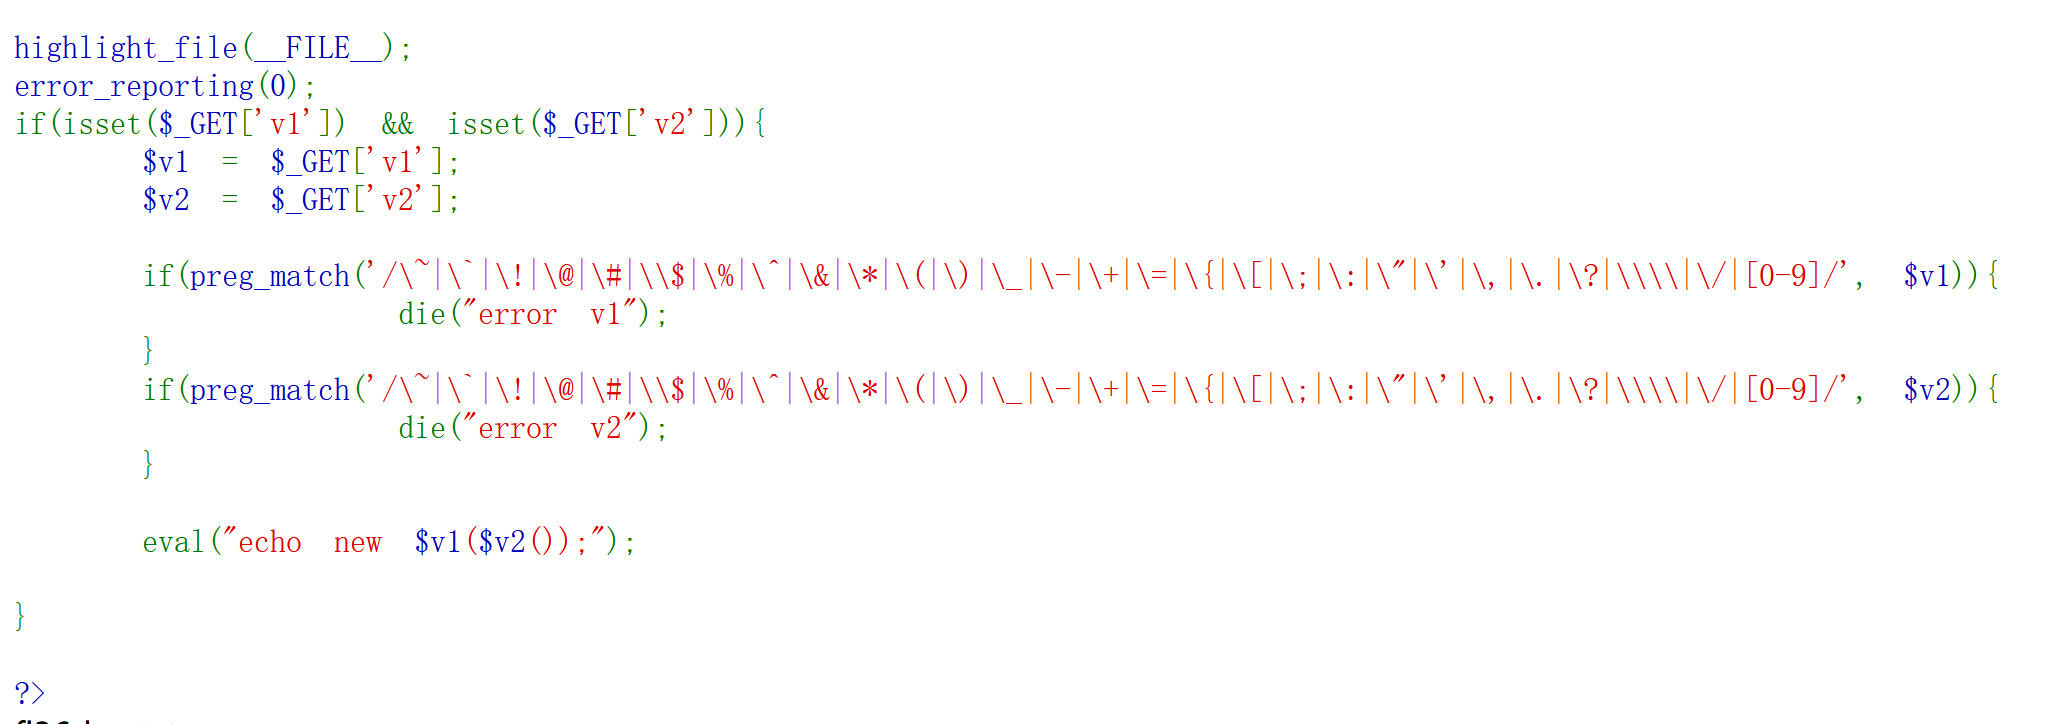 highlight_file(__FILE__);
error_reporting(0);
if(isset($_GET['v1']) && isset($_GET['v2'])){
$v1 = $_GET['v1'];
$v2 = $_GET['v2'];
if(preg_match('/\~|\`|\!|\@|\#|\\$|\%|\^|\&|\*|\(|\)|\_|\-|\+|\=|\{|\[|\;|\:|\"|\'|\,|\.|\?|\\\\|\/|[0-9]/', $v1)){
die("error v1");
}
if(preg_match('/\~|\`|\!|\@|\#|\\$|\%|\^|\&|\*|\(|\)|\_|\-|\+|\=|\{|\[|\;|\:|\"|\'|\,|\.|\?|\\\\|\/|[0-9]/', $v2)){
die("error v2");
}
eval("echo new $v1($v2());");
}
?>